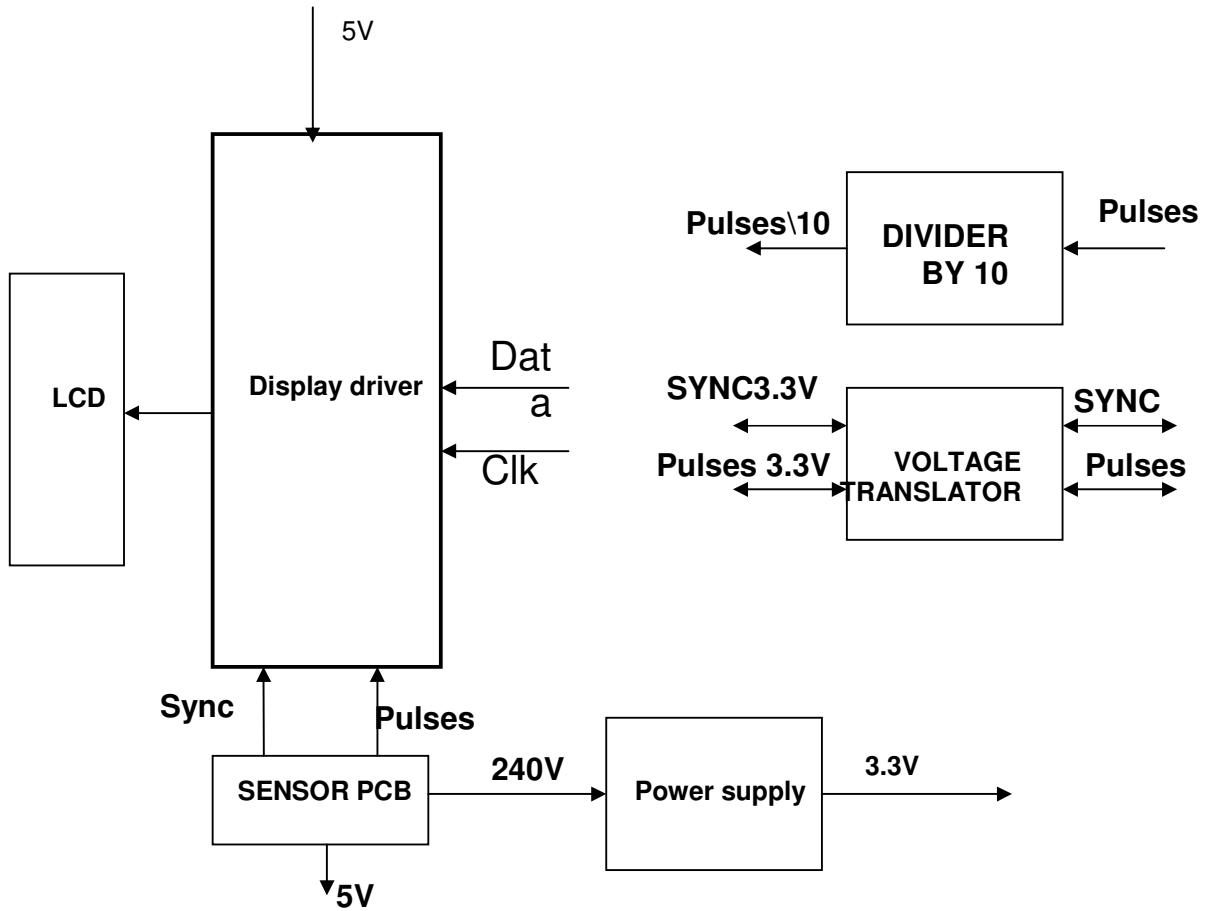 5V
Pulses\10
DIVIDER
BY 10
Pulses
LCD
Display driver
Dat
a
Clk
SYNC3.3V
SYNC
Pulses 3.3V
VOLTAGE
TRANSLATOR
Pulses
Sync
Pulses
SENSOR PCB
240V
Power supply
3.3V
5V